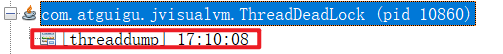 com.atguigu.jvisualvm.ThreadDeadLock (pid 10860)
[threaddump] 17:10:08